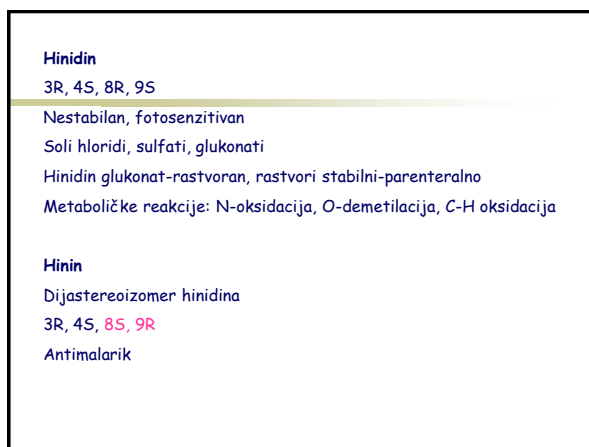 Hinidin
3R, 4S, 8R, 9S
Nestabilan, fotosenzitivan
Soli hloridi, sulfati, glukonati
Hinidin glukonat-rastvoran, rastvori stabilni-parenteralno
Metaboličke reakcije: N-oksidacija, O-demetilacija, C-H oksidacija
Hinin
Dijastereoizomer hinidina
3R, 4S, 8S, 9R
Antimalarik